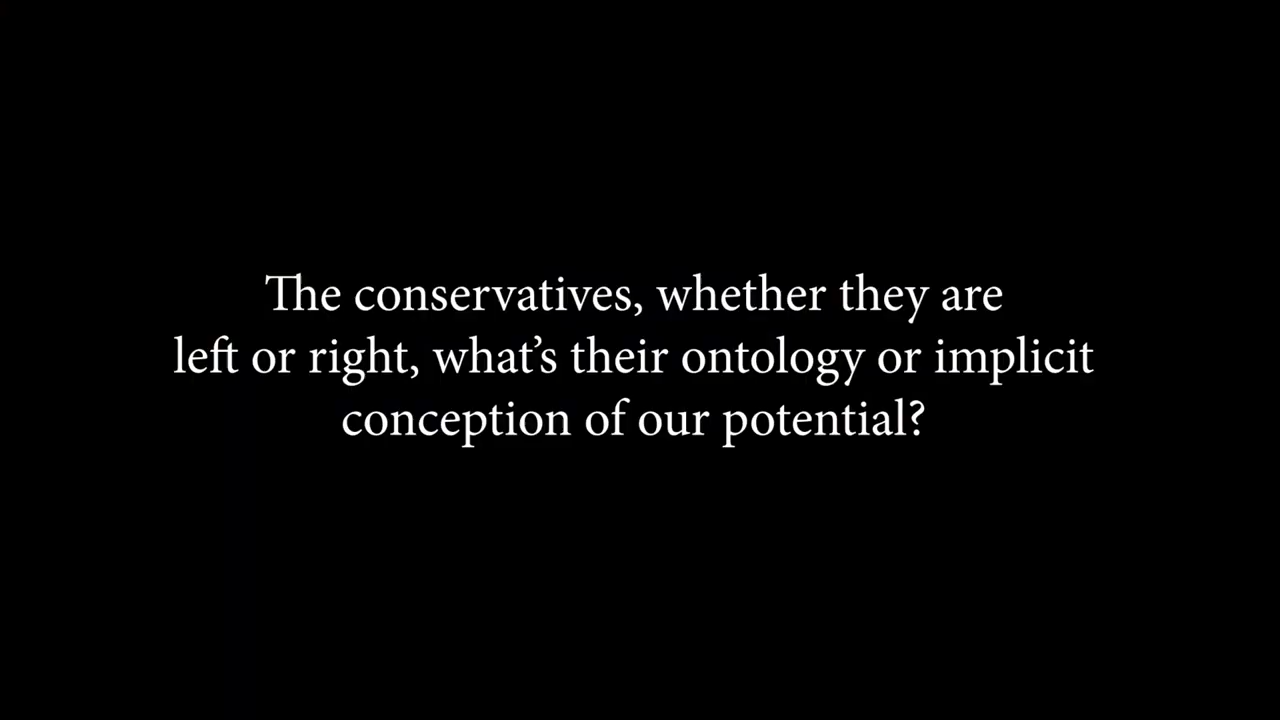 The conservatives, whether they are
left or right, what’s their ontology or implicit
conception of our potential?